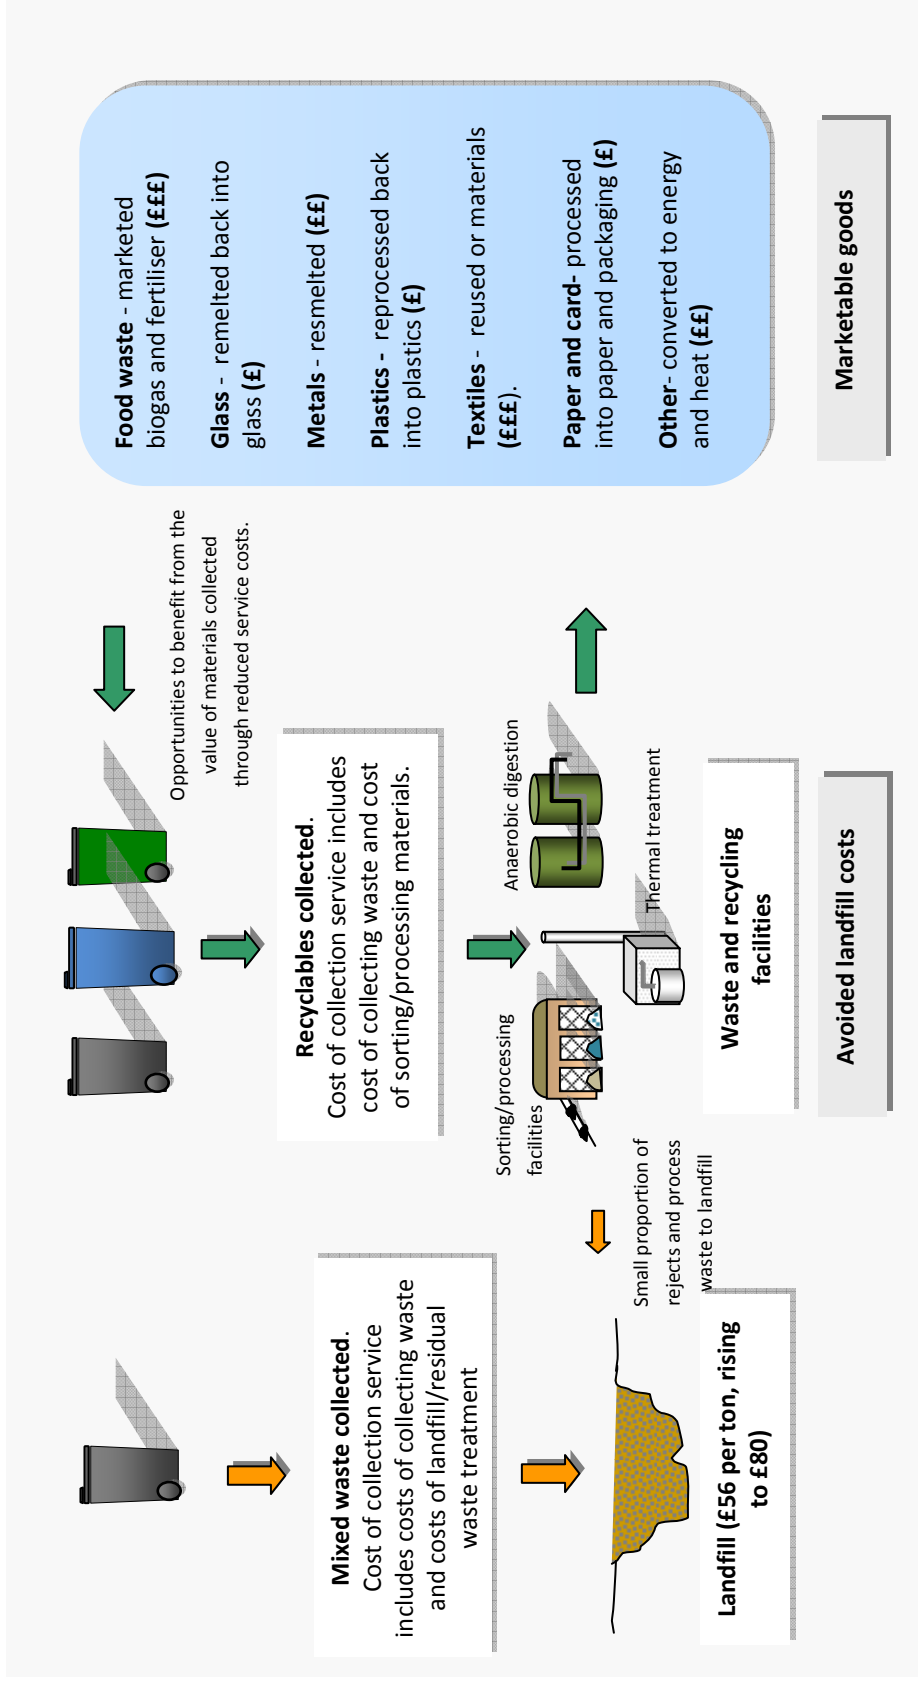 Mixed waste collected.
Cost of collection service
includes costs of collecting waste
and costs of landfill/residual
waste treatment
Landfill (£56 per ton, rising
to £80)
Small proportion of
rejects and process
waste to landfill
Recyclables collected.
Cost of collection service includes
cost of collecting waste and cost
of sorting/processing materials.
Sorting/processing
facilities
Anaerobic digestion
Thermal treatment
Waste and recycling
facilities
Avoided landfill costs
Opportunities to benefit from the
value of materials collected
through reduced service costs.
Food waste - marketed
biogas and fertiliser (£££)
Glass - remelted back into
glass (£)
Metals - resmelted (££)
Plastics - reprocessed back
into plastics (£)
Textiles - reused or materials
(£££).
Paper and card- processed
into paper and packaging (£)
Other- converted to energy
and heat (££)
Marketable goods